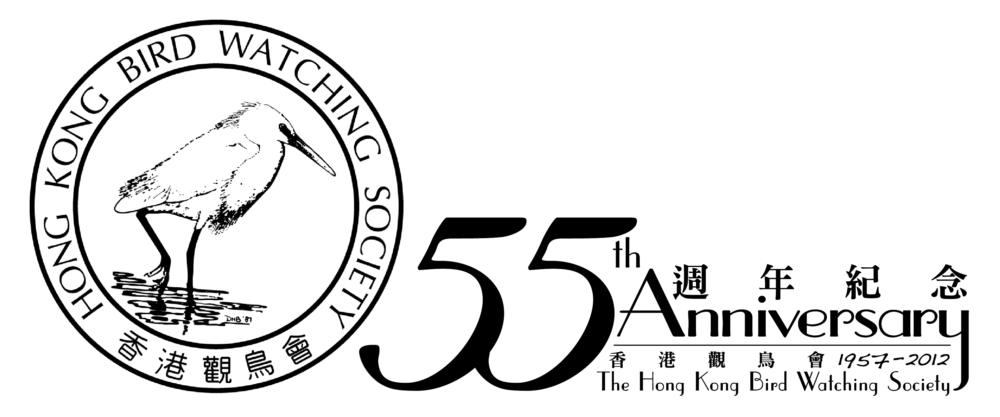 HONG KONG BIRD WATCHING SOCIETY
DNB '87
香港觀鳥會
55th
週年紀念
Anniversary
香港觀鳥會 1957-2012
The Hong Kong Bird Watching Society